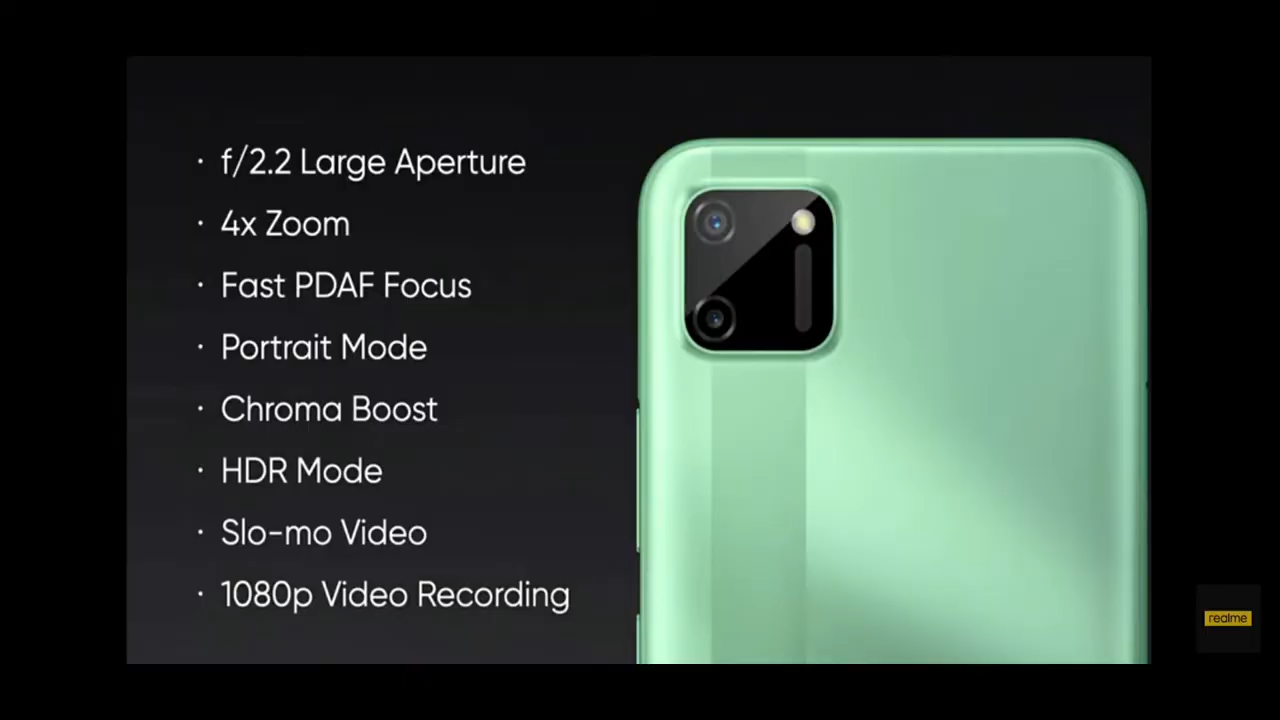 · f/2.2 Large Aperture
· 4x Zoom
· Fast PDAF Focus
· Portrait Mode
· Chroma Boost
· HDR Mode
· Slo-mo Video
· 1080p Video Recording
realme